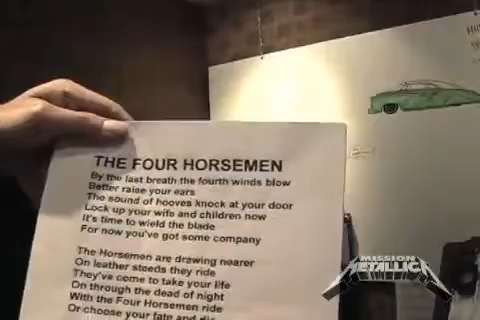 THE FOUR HORSEMEN
By the last breath the fourth winds blow
Better raise your ears
The sound of hooves knock at your door
Lock up your wife and children now
It's time to wield the blade
For now you've got some company
The Horsemen are drawing nearer
On leather steeds they ride
They've come to take your life
On through the dead of night
With the Four Horsemen ride
Or choose your fate and die
MISSION
METALLICA